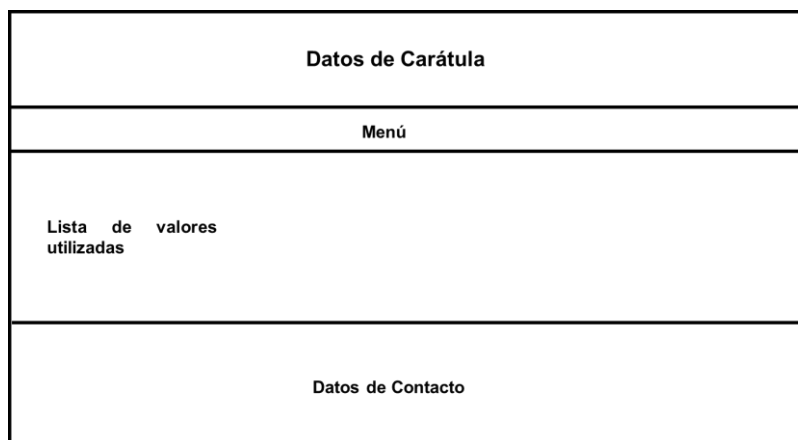 Datos de Carátula
Menú
Lista de valores
utilizadas
Datos de Contacto